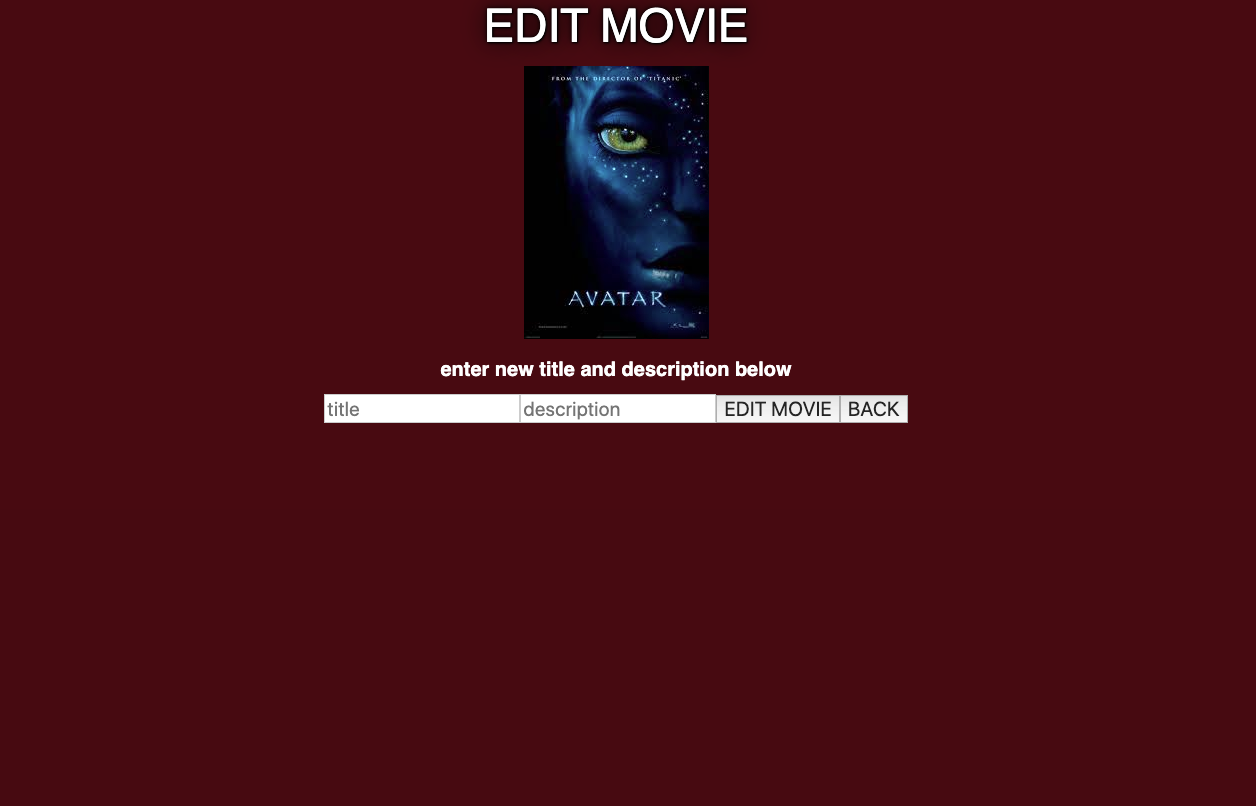 EDIT MOVIE
FROM THE DIRECTOR OF 'TITANIC'
AVATAR
enter new title and description below
title description EDIT MOVIE BACK